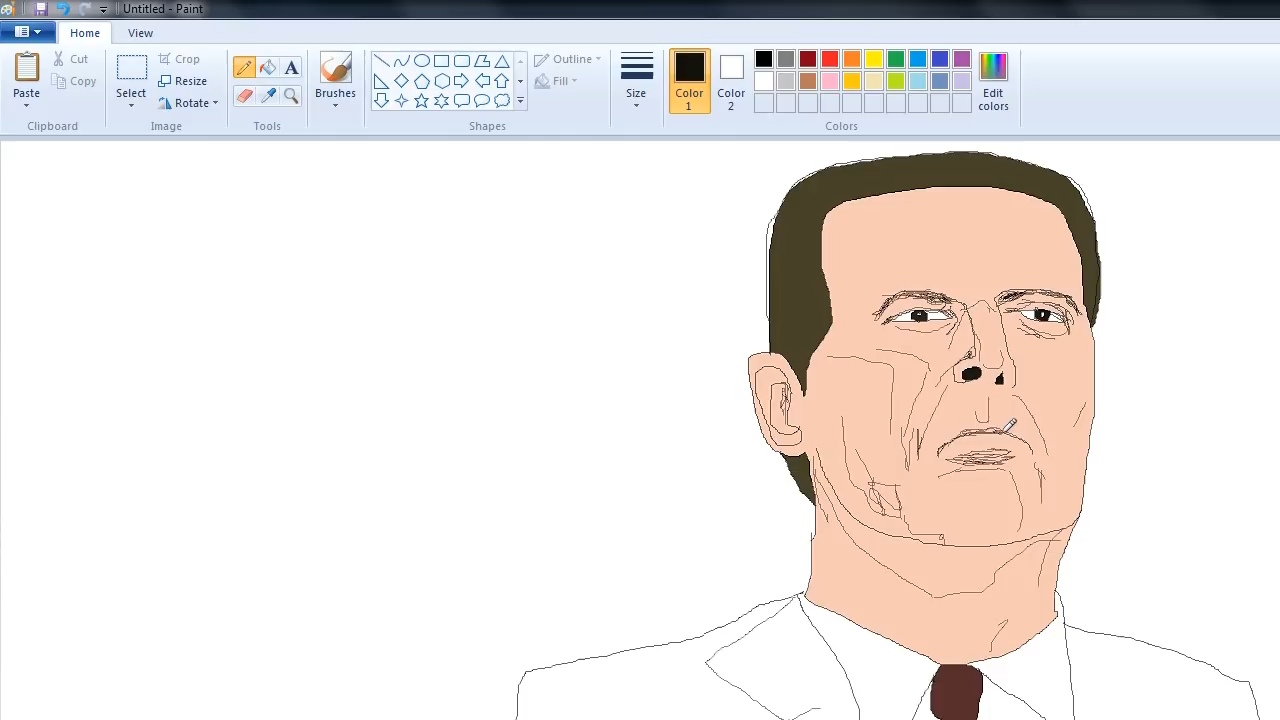 Untitled - Paint
Home View
Cut
Copy
Paste
Clipboard
Select
Crop
Resize
Rotate
Image
A
Tools
Brushes
Outline
Fill
Shapes
Size
Color
1
Color
2
Edit
colors
Colors